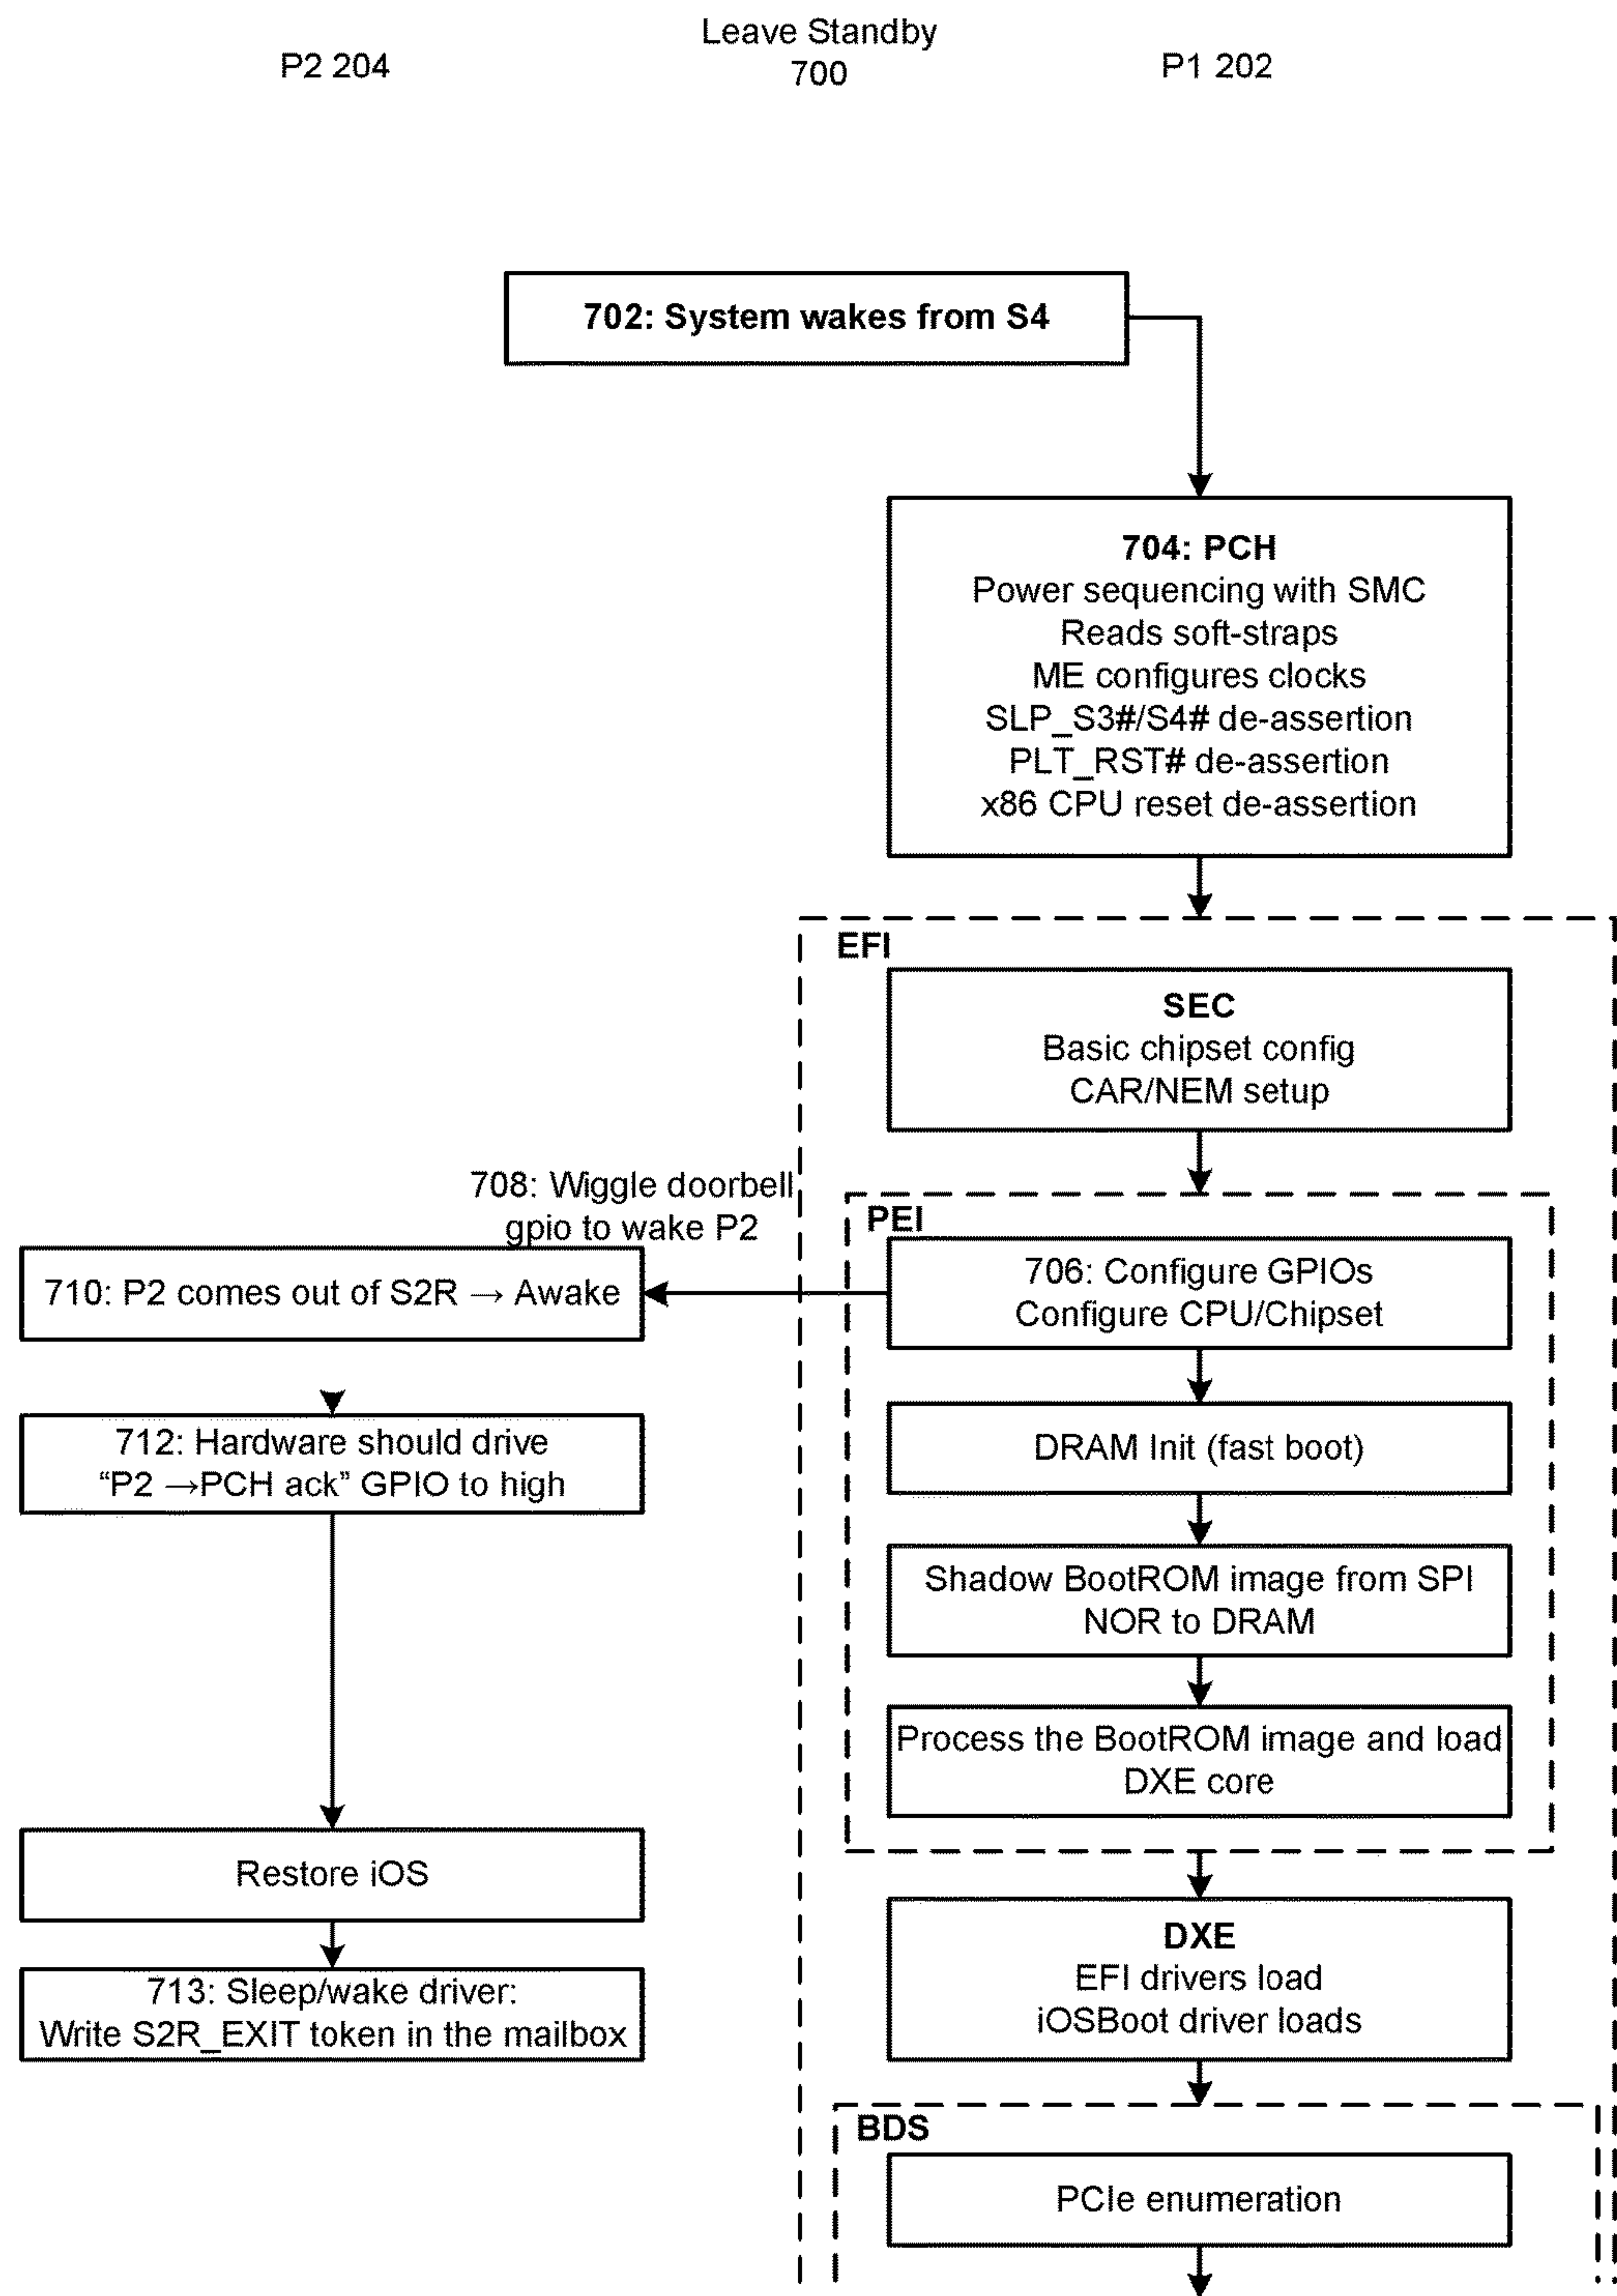 Leave Standby
700
P2 204
P1 202
702: System wakes from S4
704: PCH
Power sequencing with SMC
Reads soft-straps
ME configures clocks
SLP_S3#/S4# de-assertion
PLT_RST# de-assertion
x86 CPU reset de-assertion
EFI
SEC
Basic chipset config
CAR/NEM setup
708: Wiggle doorbell
gpio to wake P2
PEI
706: Configure GPIOs
Configure CPU/Chipset
710: P2 comes out of S2R → Awake
712: Hardware should drive
“P2 →PCH ack” GPIO to high
DRAM Init (fast boot)
Shadow BootROM image from SPI
NOR to DRAM
Process the BootROM image and load
DXE core
Restore iOS
713: Sleep/wake driver:
Write S2R_EXIT token in the mailbox
DXE
EFI drivers load
iOSBoot driver loads
BDS
PCIe enumeration